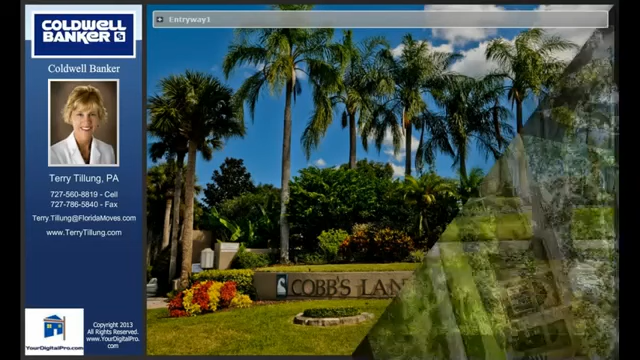 COLDWELL
BANKER
Coldwell Banker
Terry Tillung, PA
727-560-8819 - Cell
727-786-5840 - Fax
Terry.Tillung@FloridaMoves.com
www.TerryTillung.com
YourDigitalPro.com
Copyright 2013
All Rights Reserved.
www.YourDigitalPro.
com
Entryway1
COBB'S LAN